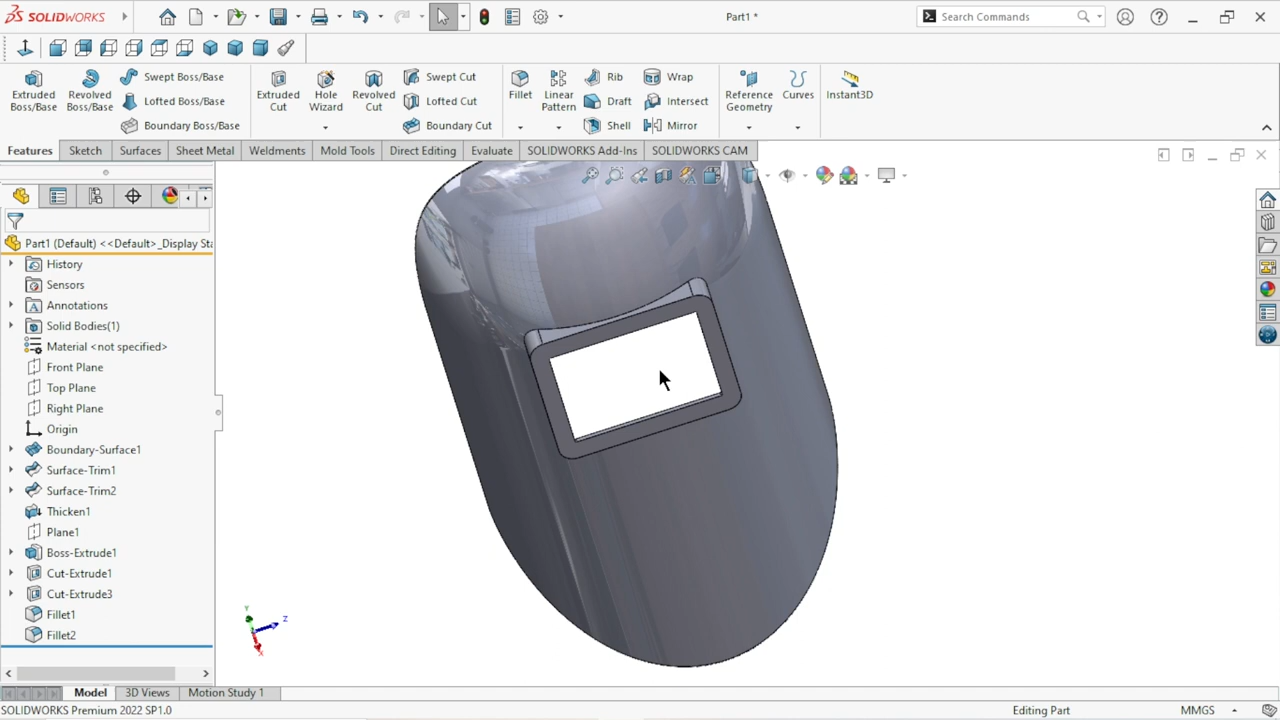 SOLIDWORKS
Part1 *
Search Commands
Extruded Boss/Base
Revolved Boss/Base
Swept Boss/Base
Lofted Boss/Base
Boundary Boss/Base
Extruded Cut
Hole Wizard
Revolved Cut
Swept Cut
Lofted Cut
Boundary Cut
Fillet
Linear Pattern
Rib
Draft
Shell
Wrap
Intersect
Mirror
Reference Geometry
Curves
Instant3D
Features Sketch Surfaces Sheet Metal Weldments Mold Tools Direct Editing Evaluate SOLIDWORKS Add-Ins SOLIDWORKS CAM
Part1 (Default) <<Default>_Display Sta
History
Sensors
Annotations
Solid Bodies(1)
Material <not specified>
Front Plane
Top Plane
Right Plane
Origin
Boundary-Surface1
Surface-Trim1
Surface-Trim2
Thicken1
Plane1
Boss-Extrude1
Cut-Extrude1
Cut-Extrude3
Fillet1
Fillet2
Y
Z
X
Model 3D Views Motion Study 1
SOLIDWORKS Premium 2022 SP1.0 Editing Part MMGS